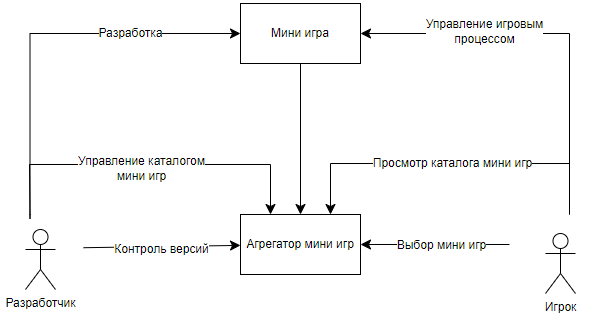 Разработка
Мини игра
Управление игровым
процессом
Управление каталогом
мини игр
Просмотр каталога мини игр
Контроль версий
Агрегатор мини игр
Выбор мини игр
Разработчик
Игрок